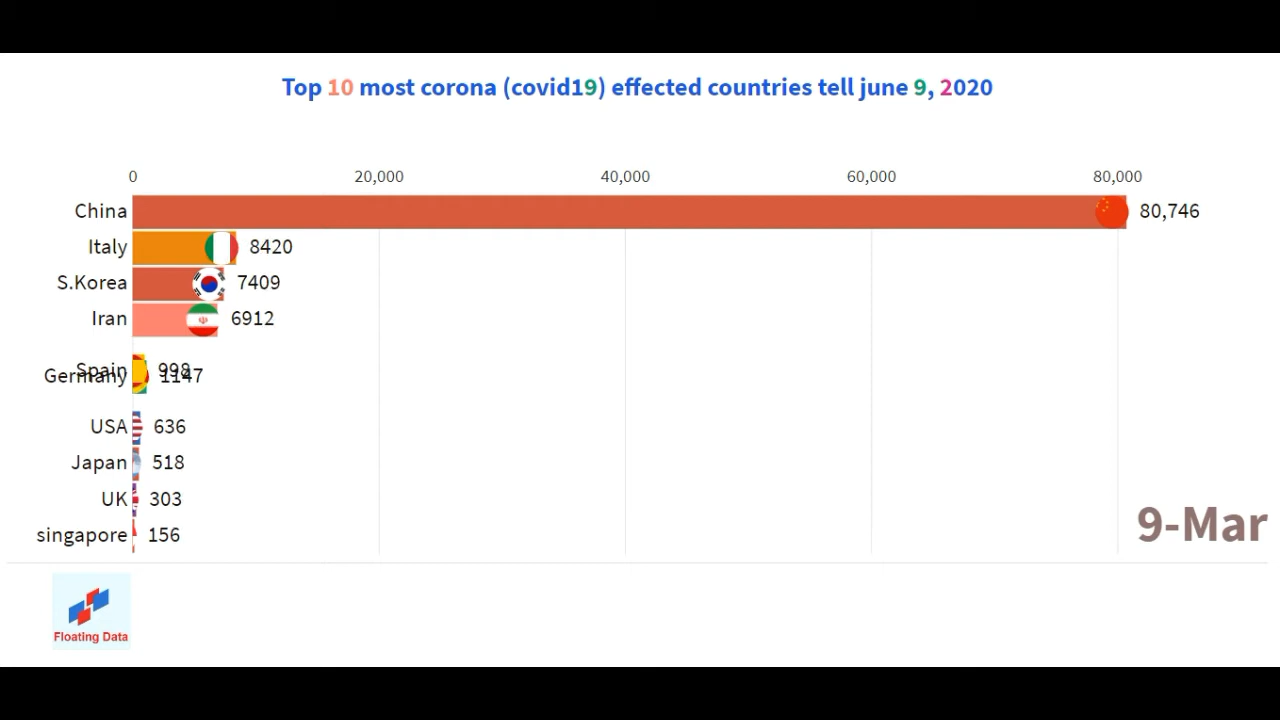 Top 10 most corona (covid19) effected countries tell june 9, 2020
0 20,000 40,000 60,000 80,000
China 80,746
Italy 8420
S.Korea 7409
Iran 6912
Spain 998
Germany 1147
USA 636
Japan 518
UK 303
singapore 156
9-Mar
Floating Data